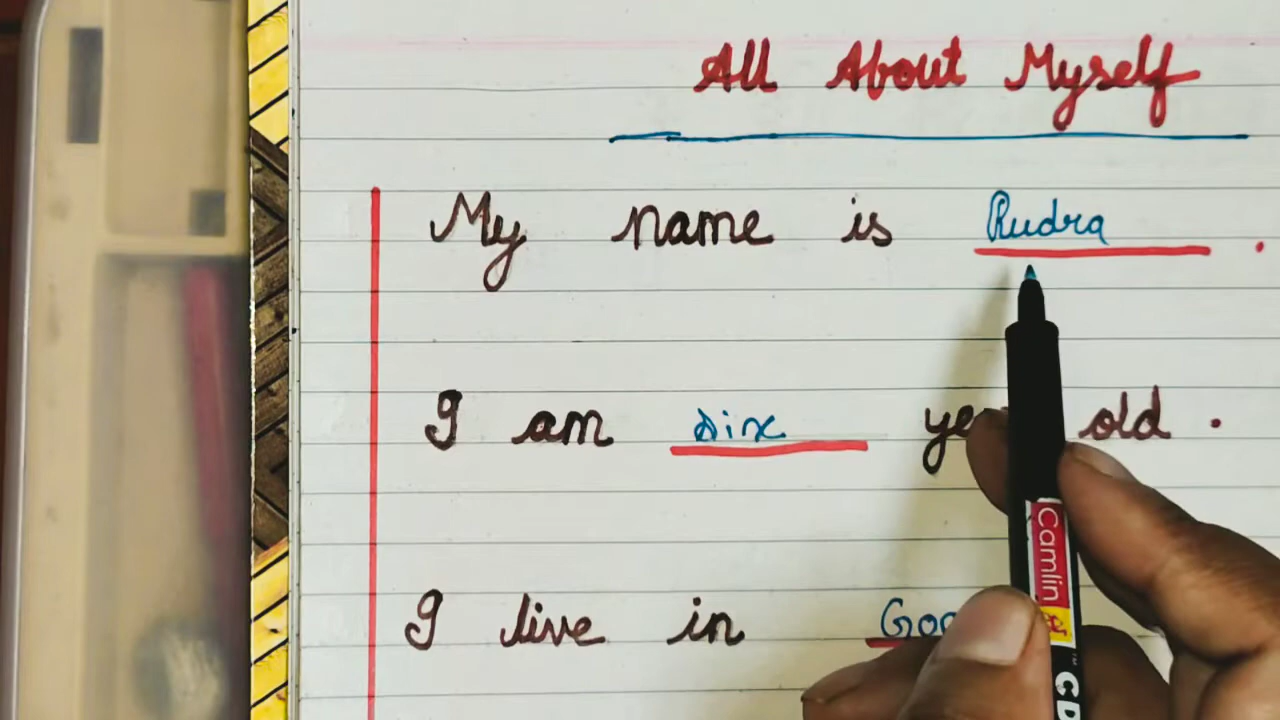 All About Myself
My name is Rudra .
I am six old .
I live in
Camlin